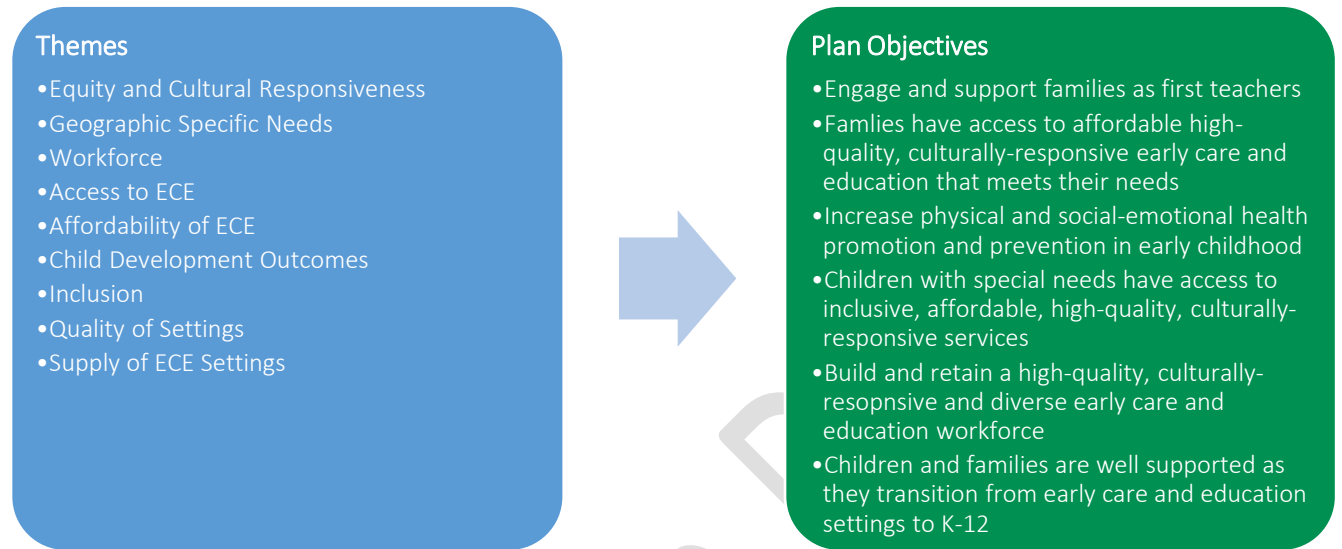 Themes
•Equity and Cultural Responsiveness
•Geographic Specific Needs
•Workforce
•Access to ECE
•Affordability of ECE
•Child Development Outcomes
•Inclusion
•Quality of Settings
•Supply of ECE Settings
Plan Objectives
•Engage and support families as first teachers
•Famlies have access to affordable high-
quality, culturally-responsive early care and
education that meets their needs
•Increase physical and social-emotional health
promotion and prevention in early childhood
•Children with special needs have access to
inclusive, affordable, high-quality, culturally-
responsive services
•Build and retain a high-quality, culturally-
resopnsive and diverse early care and
education workforce
•Children and families are well supported as
they transition from early care and education
settings to K-12